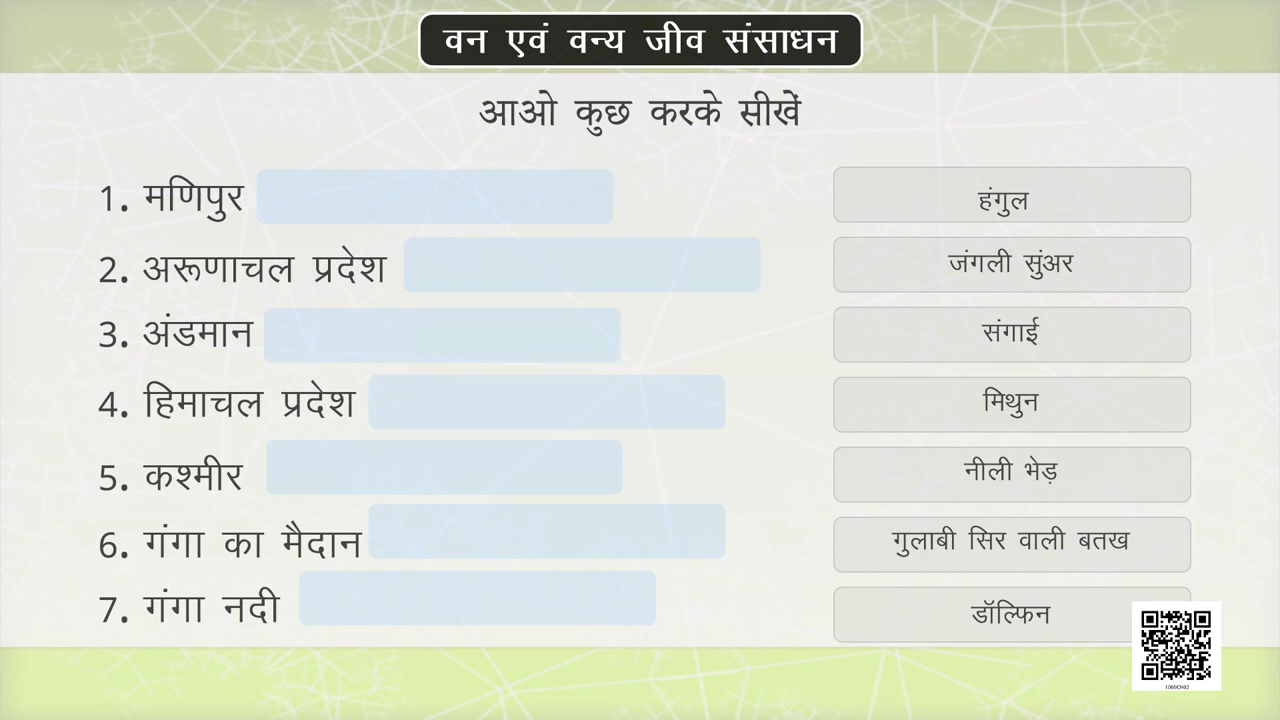 वन एवं वन्य जीव संसाधन
आओ कुछ करके सीखें
1. मणिपुर
2. अरूणाचल प्रदेश
3. अंडमान
4. हिमाचल प्रदेश
5. कश्मीर
6. गंगा का मैदान
7. गंगा नदी
हंगुल
जंगली सुंअर
संगाई
मिथुन
नीली भेड़
गुलाबी सिर वाली बतख
डॉल्फिन
1069CH02